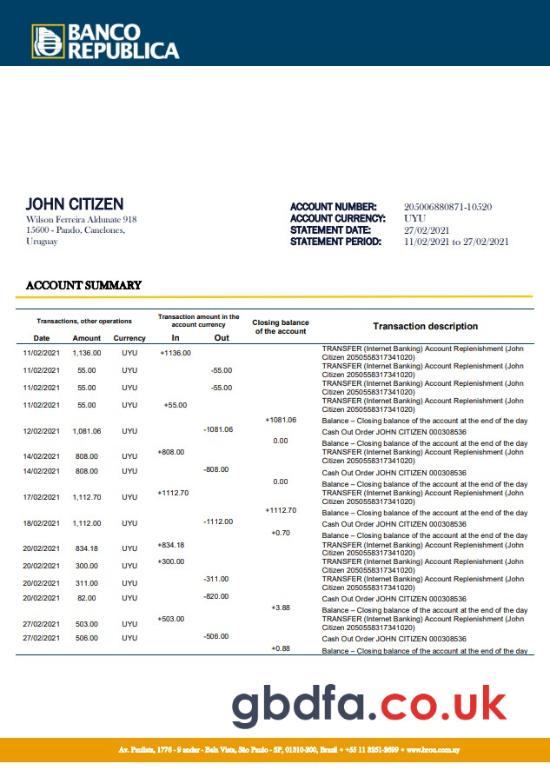 BANCO
REPUBLICA
JOHN CITIZEN
Wilson Ferreira Aldunate 918
15600 - Pando, Canelones,
Uruguay
ACCOUNT NUMBER: 205006880871-10520
ACCOUNT CURRENCY: UYU
STATEMENT DATE: 27/02/2021
STATEMENT PERIOD: 11/02/2021 to 27/02/2021
ACCOUNT SUMMARY
Transactions, other operations
Transaction amount in the
account currency
Closing balance
of the account
Transaction description
Date Amount Currency In Out
11/02/2021 1,136.00 UYU +1136.00 TRANSFER (Internet Banking) Account Replenishment (John
Citizen 2050558317341020)
11/02/2021 55.00 UYU -55.00 TRANSFER (Internet Banking) Account Replenishment (John
Citizen 2050558317341020)
11/02/2021 55.00 UYU -55.00 TRANSFER (Internet Banking) Account Replenishment (John
Citizen 2050558317341020)
11/02/2021 55.00 UYU +55.00 TRANSFER (Internet Banking) Account Replenishment (John
Citizen 2050558317341020)
+1081.06 Balance – Closing balance of the account at the end of the day
12/02/2021 1,081.06 UYU -1081.06 Cash Out Order JOHN CITIZEN 000308536
0.00 Balance – Closing balance of the account at the end of the day
14/02/2021 808.00 UYU +808.00 TRANSFER (Internet Banking) Account Replenishment (John
Citizen 2050558317341020)
14/02/2021 808.00 UYU -808.00 Cash Out Order JOHN CITIZEN 000308536
0.00 Balance – Closing balance of the account at the end of the day
17/02/2021 1,112.70 UYU +1112.70 TRANSFER (Internet Banking) Account Replenishment (John
Citizen 2050558317341020)
+1112.70 Balance – Closing balance of the account at the end of the day
18/02/2021 1,112.00 UYU -1112.00 Cash Out Order JOHN CITIZEN 000308536
+0.70 Balance – Closing balance of the account at the end of the day
20/02/2021 834.18 UYU +834.18 TRANSFER (Internet Banking) Account Replenishment (John
Citizen 2050558317341020)
20/02/2021 300.00 UYU +300.00 TRANSFER (Internet Banking) Account Replenishment (John
Citizen 2050558317341020)
20/02/2021 311.00 UYU -311.00 TRANSFER (Internet Banking) Account Replenishment (John
Citizen 2050558317341020)
20/02/2021 82.00 UYU -820.00 Cash Out Order JOHN CITIZEN 000308536
+3.88 Balance – Closing balance of the account at the end of the day
27/02/2021 503.00 UYU +503.00 TRANSFER (Internet Banking) Account Replenishment (John
Citizen 2050558317341020)
27/02/2021 506.00 UYU -506.00 Cash Out Order JOHN CITIZEN 000308536
+0.88 Balance – Closing balance of the account at the end of the day
gbdfa.co.uk
Av. Paulista, 1776 - 9 andar - Bela Vista, São Paulo - SP, 01310-200, Brasil • +55 11 3251-3699 •